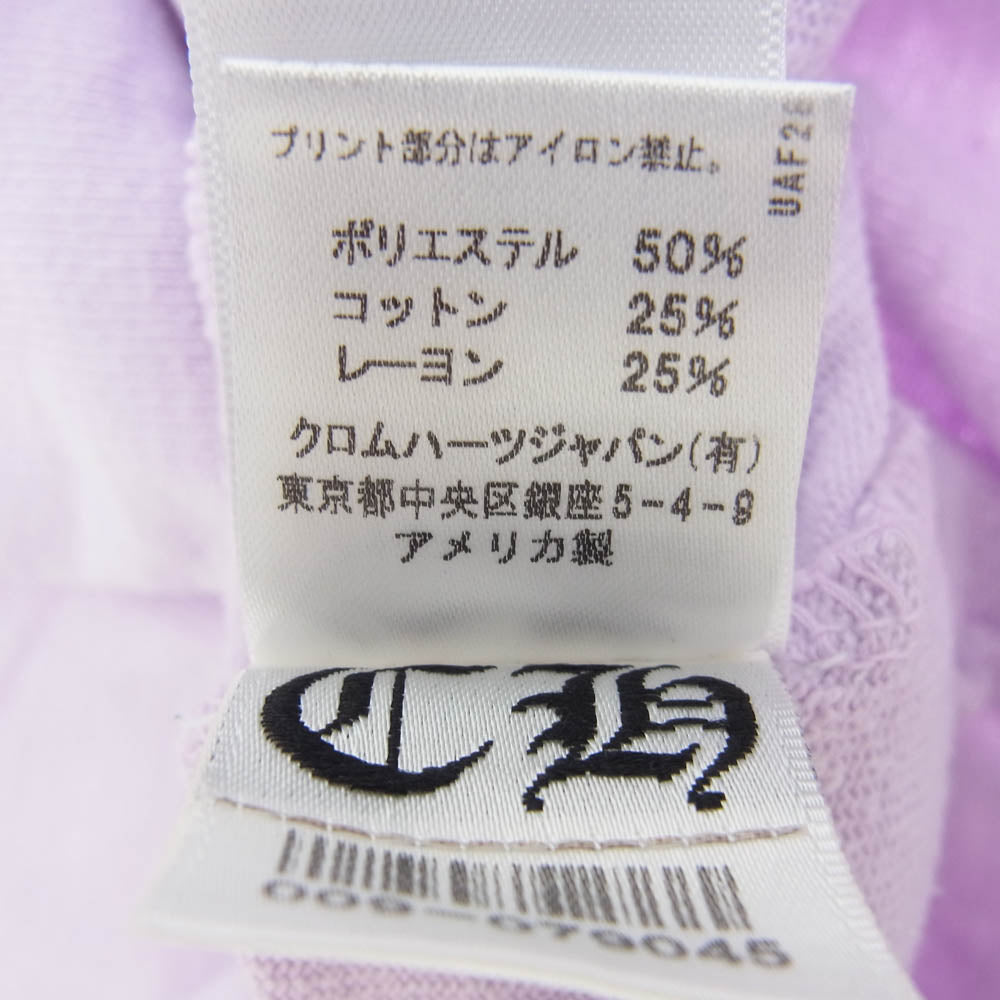 プリント部分はアイロン禁止。
UAF26
ポリエステル 50%
コットン 25%
レーヨン 25%
クロムハーツジャパン(有)
東京都中央区銀座5-4-9
アメリカ製
CH
009-079045